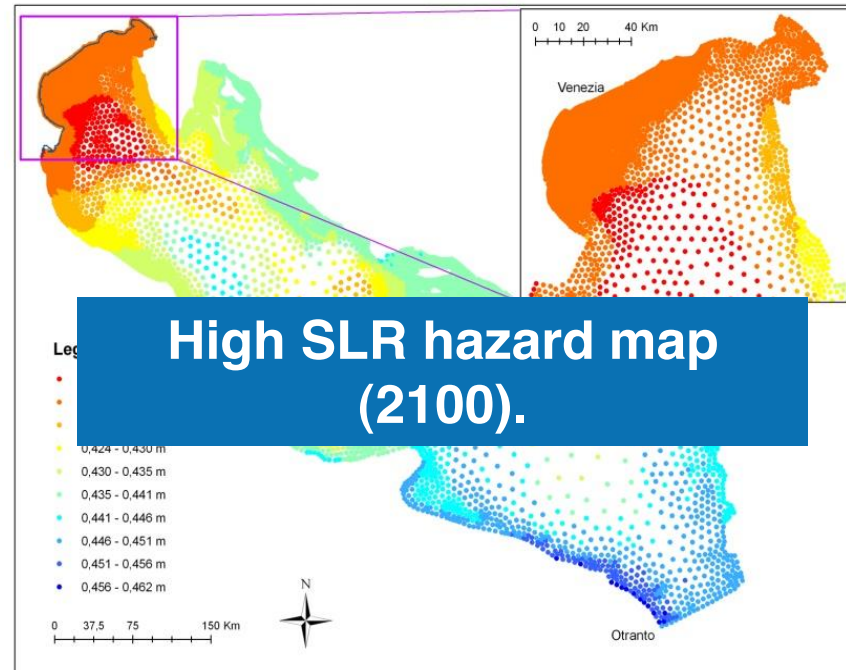 0 10 20 40 Km
Venezia
High SLR hazard map
(2100).
0,424 - 0,430 m
0,430 - 0,435 m
0,435 - 0,441 m
0,441 - 0,446 m
0,446 - 0,451 m
0,451 - 0,456 m
0,456 - 0,462 m
N
0 37,5 75 150 Km
Otranto